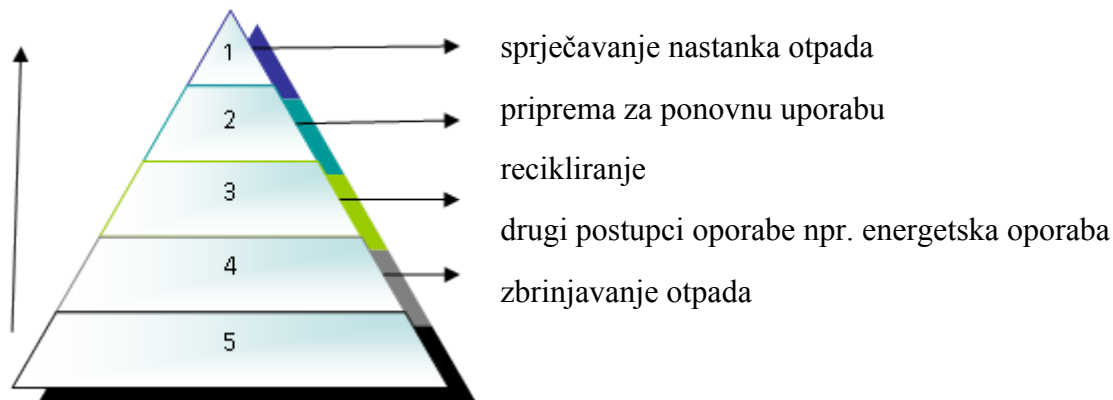 1
sprječavanje nastanka otpada
2
priprema za ponovnu uporabu
3
recikliranje
4
drugi postupci oporabe npr. energetska oporaba
5
zbrinjavanje otpada